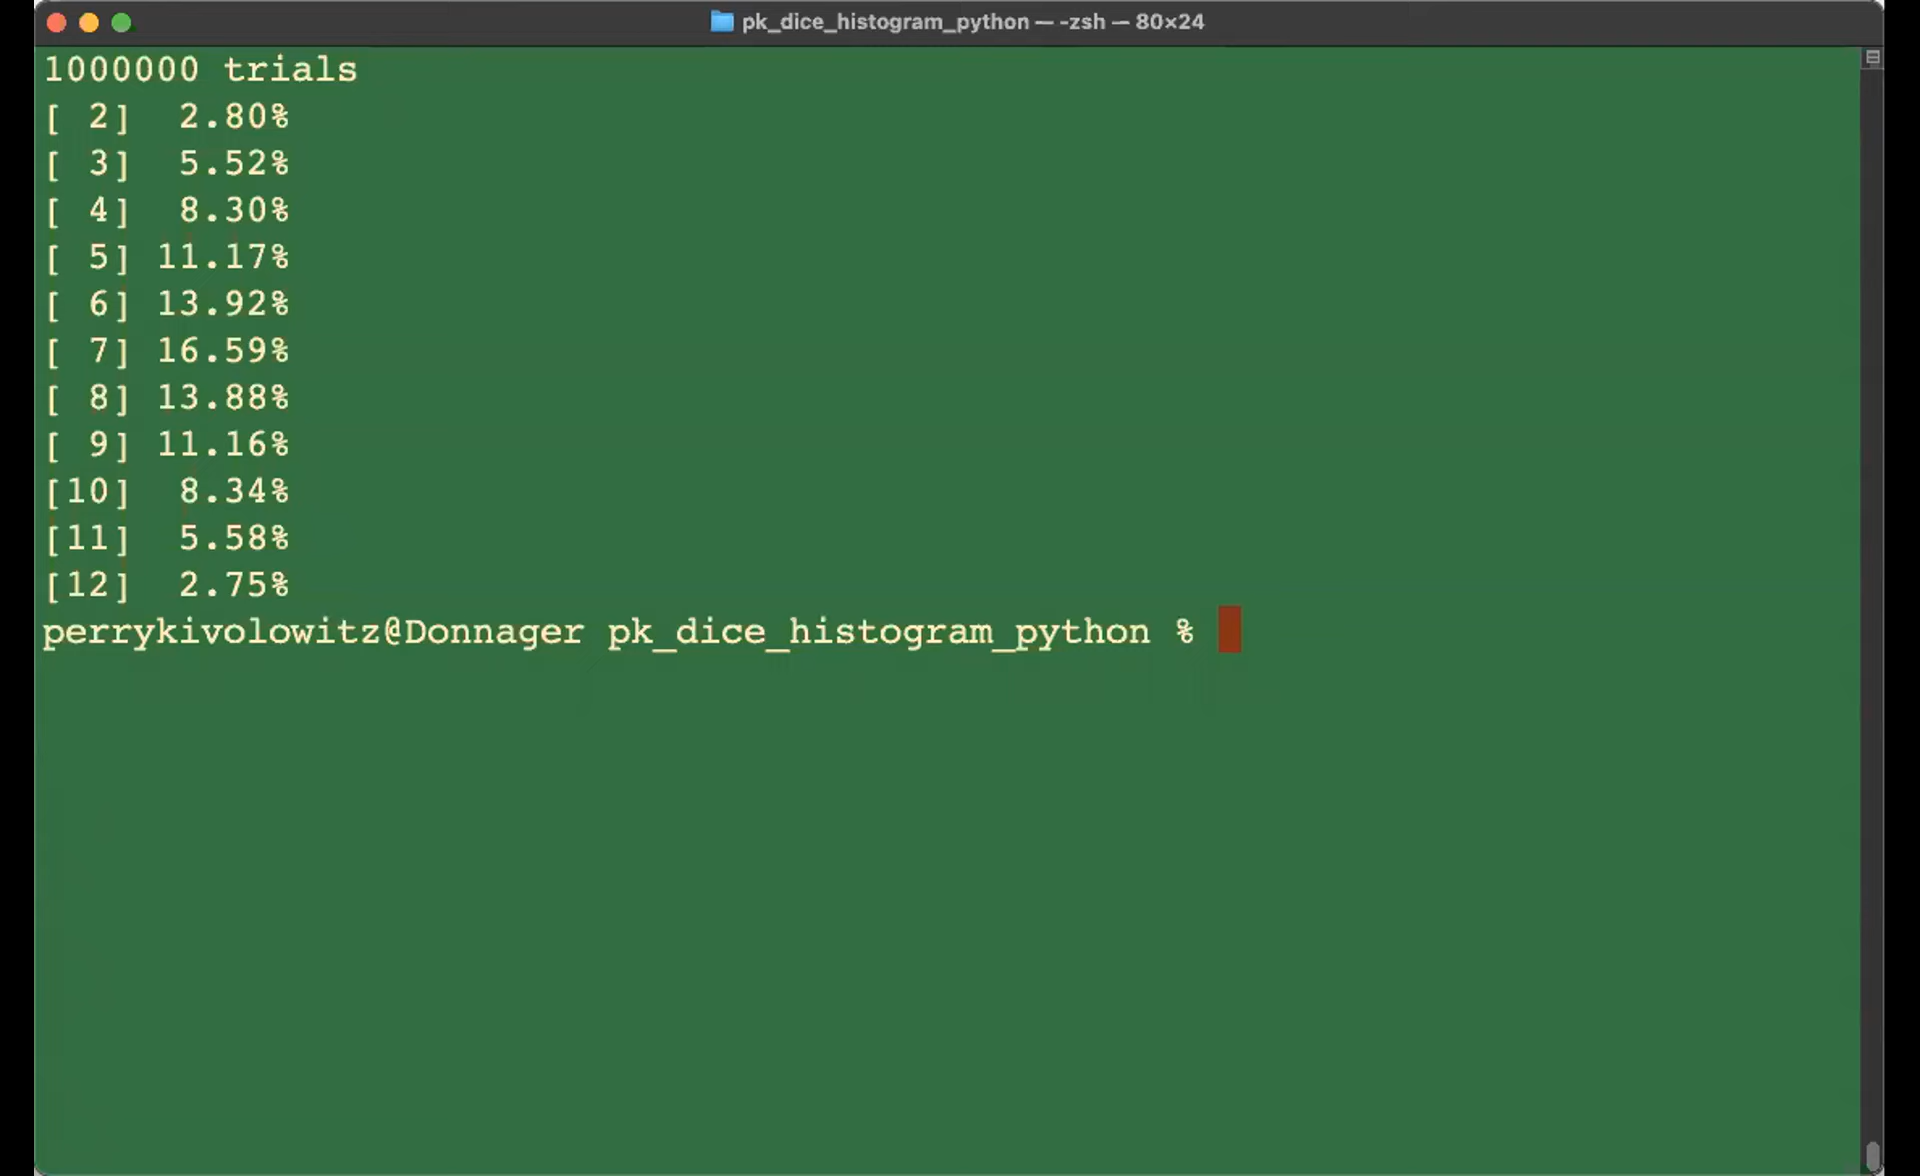 pk_dice_histogram_python — -zsh — 80×24
1000000 trials
[ 2]  2.80%
[ 3]  5.52%
[ 4]  8.30%
[ 5] 11.17%
[ 6] 13.92%
[ 7] 16.59%
[ 8] 13.88%
[ 9] 11.16%
[10]  8.34%
[11]  5.58%
[12]  2.75%
perrykivolowitz@Donnager pk_dice_histogram_python %